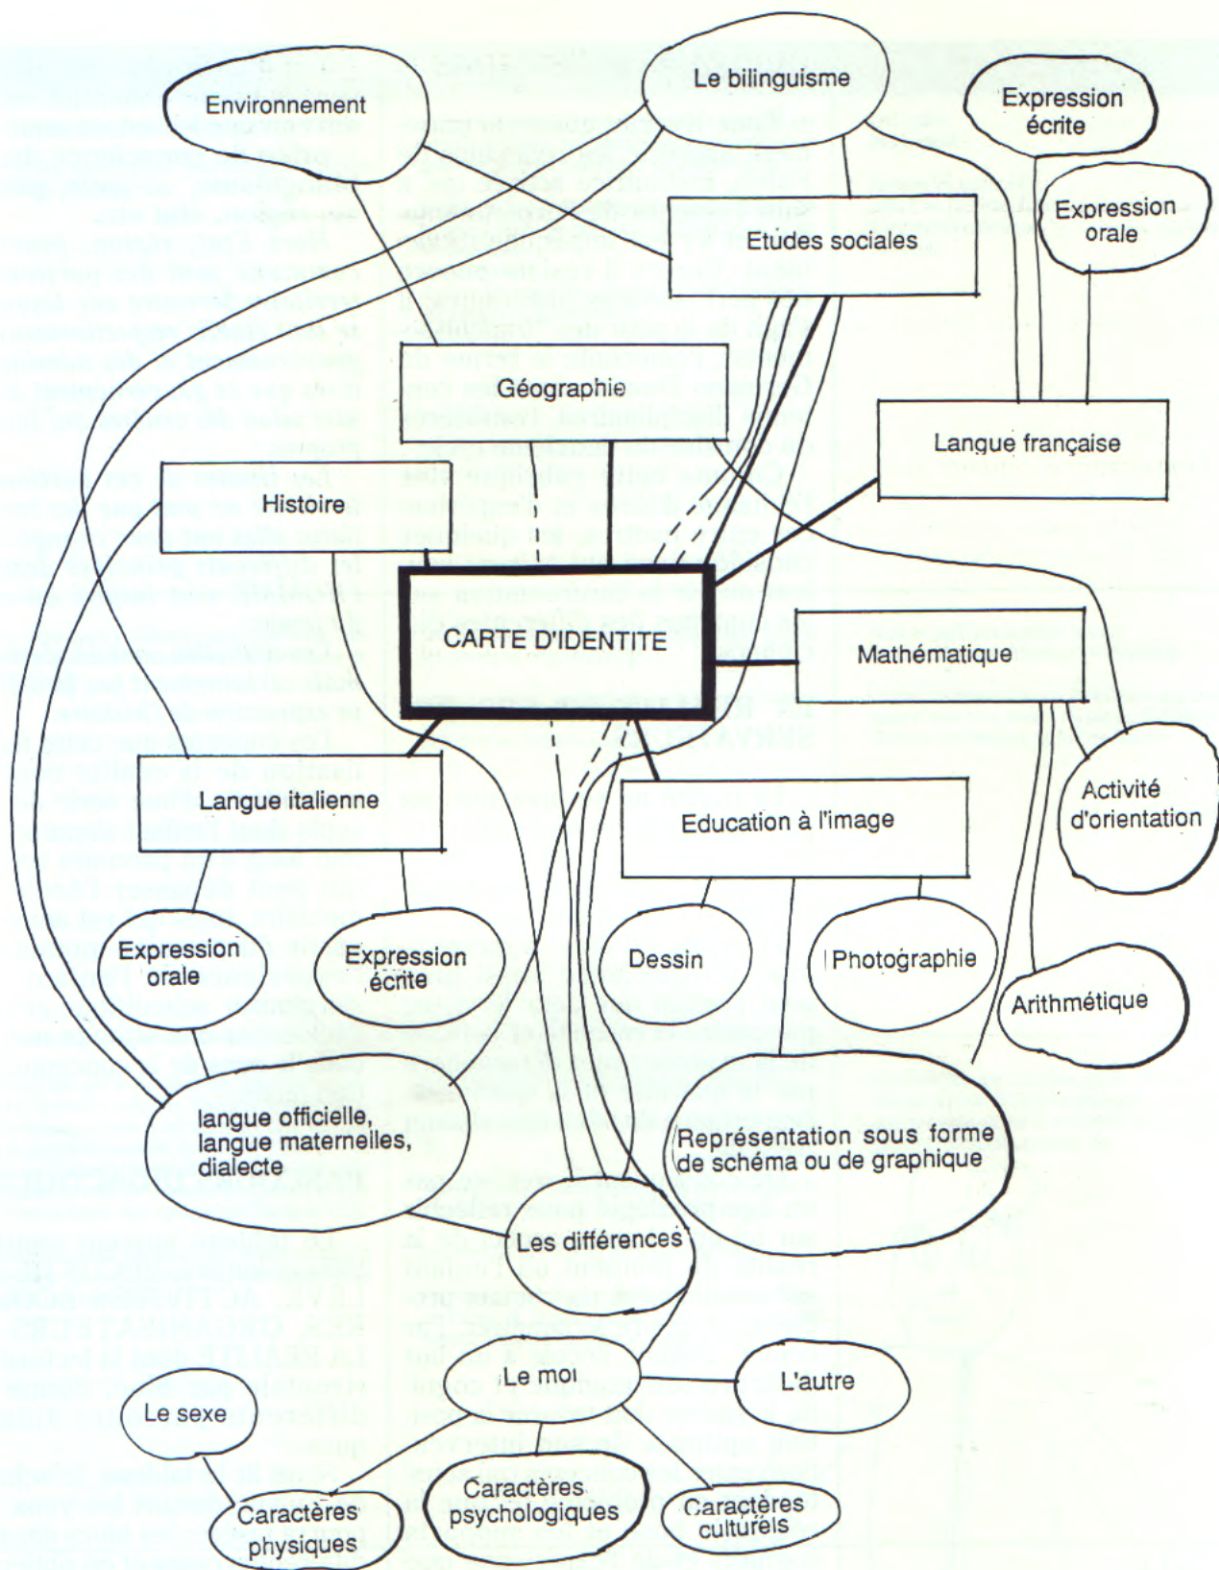 Environnement
Le bilinguisme
Expression
écrite
Expression
orale
Etudes sociales
Géographie
Langue française
Histoire
CARTE D'IDENTITE
Mathématique
Langue italienne
Education à l'image
Activité
d'orientation
Expression
orale
Expression
écrite
Dessin
Photographie
Arithmétique
langue officielle,
langue maternelles,
dialecte
Représentation sous forme
de schéma ou de graphique
Les différences
Le moi
L'autre
Le sexe
Caractères
physiques
Caractères
psychologiques
Caractères
culturels